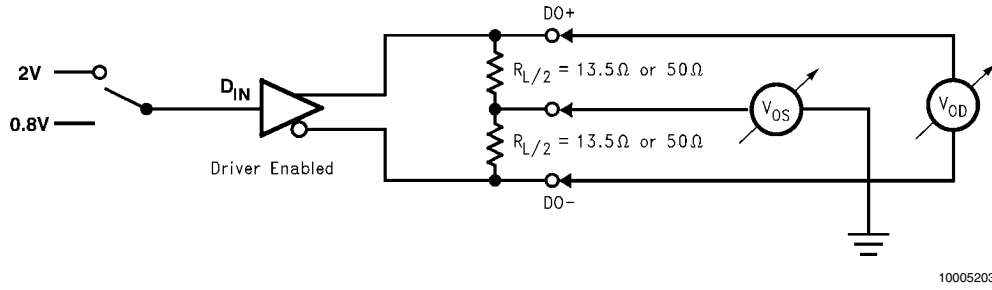 DO+
2V
D_IN
R_L/2 = 13.5Ω or 50Ω
0.8V
V_OS
V_OD
R_L/2 = 13.5Ω or 50Ω
Driver Enabled
DO-
10005203